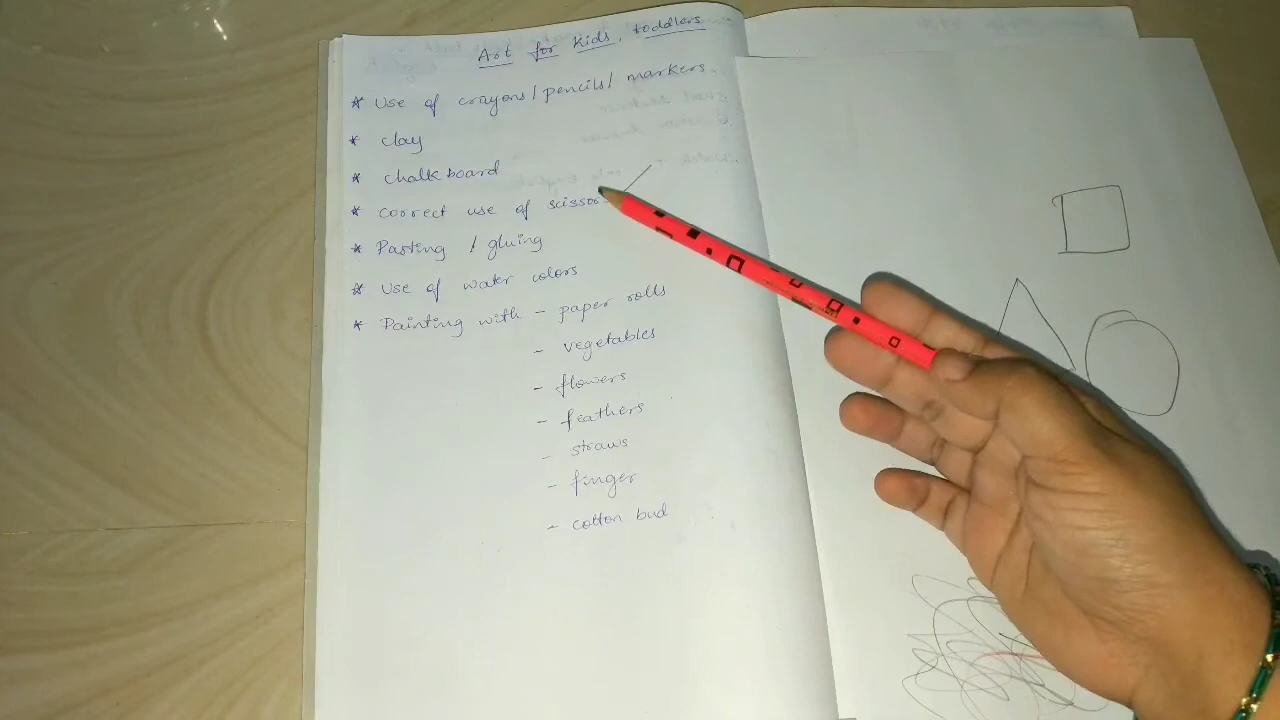 Art for Kids, toddlers
* Use of crayons/pencils/markers
* clay
* chalk board
* correct use of scissors
* Pasting / gluing
* Use of water colors
* Painting with - paper rolls
- vegetables
- flowers
- feathers
- straws
- finger
- cotton bud